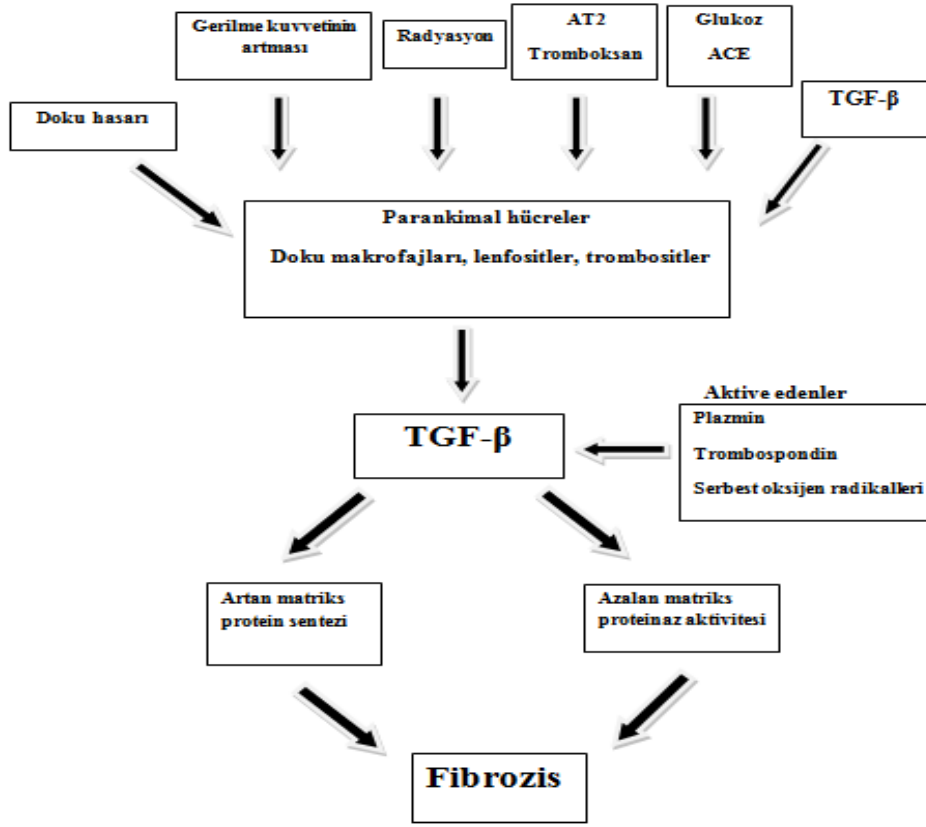 Gerilme kuvvetinin
artması
Radyasyon
AT2
Tromboksan
Glukoz
ACE
TGF-β
Doku hasarı
Parankimal hücreler
Doku makrofajları, lenfositler, trombositler
TGF-β
Aktive edenler
Plazmin
Trombospondin
Serbest oksijen radikalleri
Artan matriks
protein sentezi
Azalan matriks
proteinaz aktivitesi
Fibrozis